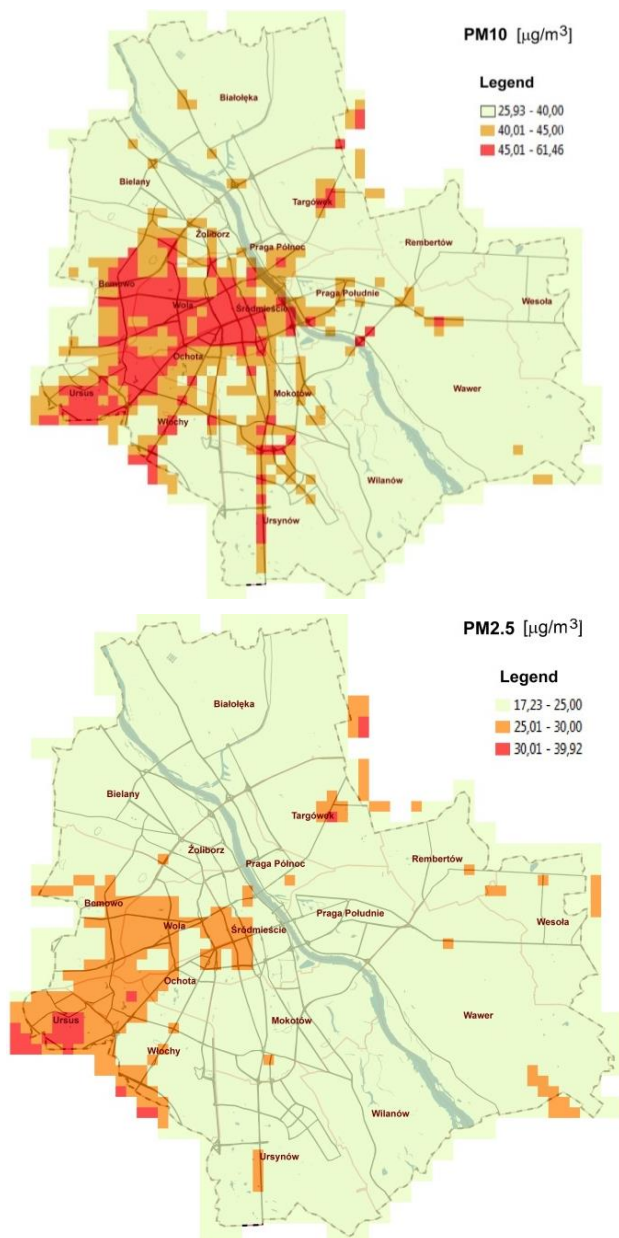 PM10 [µg/m³]
Legend
25,93 - 40,00
40,01 - 45,00
45,01 - 61,46
Białołęka
Bielany
Targówek
Żoliborz
Praga Północ
Rembertów
Bemowo
Praga Południe
Wesoła
Wola
Śródmieście
Ochota
Ursus
Mokotów
Wawer
Włochy
Wilanów
Ursynów
PM2.5 [µg/m³]
Legend
17,23 - 25,00
25,01 - 30,00
30,01 - 39,92
Białołęka
Bielany
Targówek
Żoliborz
Praga Północ
Rembertów
Bemowo
Praga Południe
Wesoła
Wola
Śródmieście
Ochota
Ursus
Mokotów
Wawer
Włochy
Wilanów
Ursynów